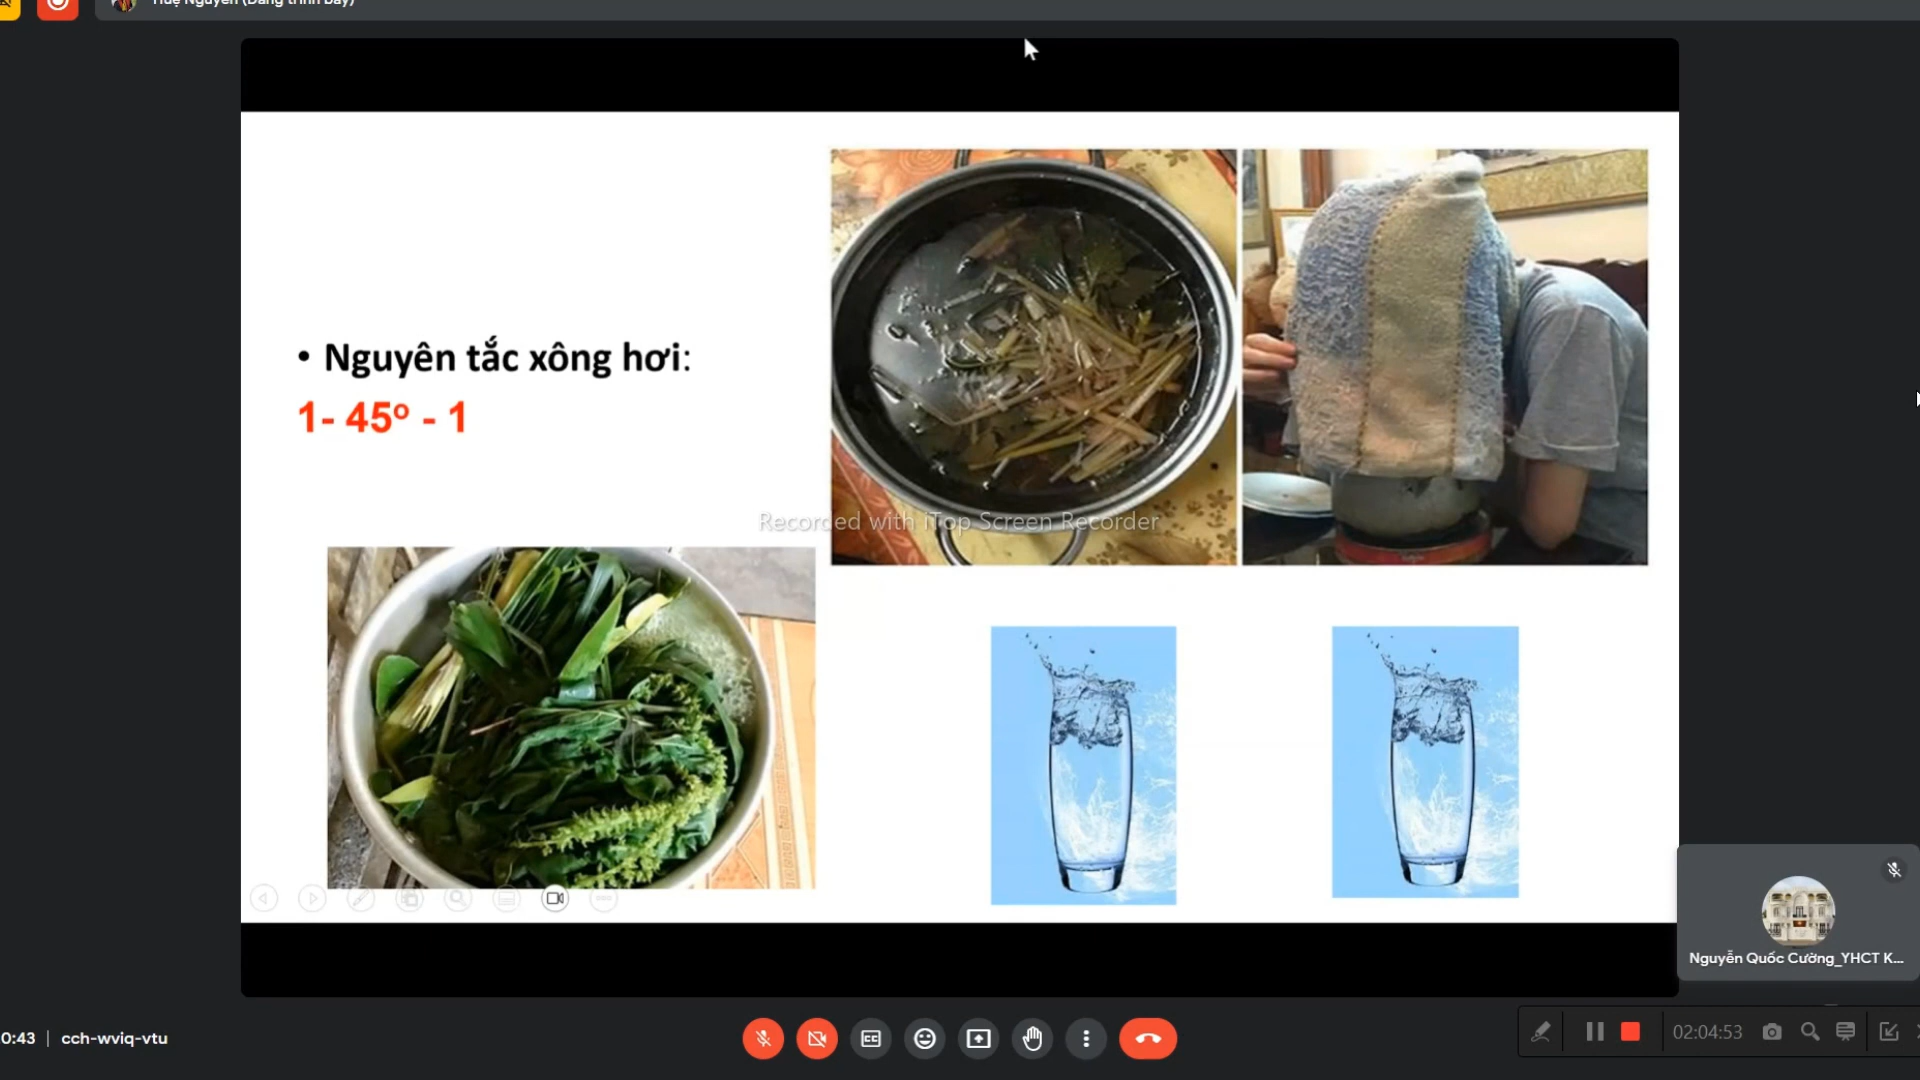 Huệ Nguyễn (Đang trình bày)
• Nguyên tắc xông hơi:
1- 45º - 1
Recorded with iTop Screen Recorder
Nguyễn Quốc Cường_YHCT K...
0:43 | cch-wviq-vtu
CC
02:04:53